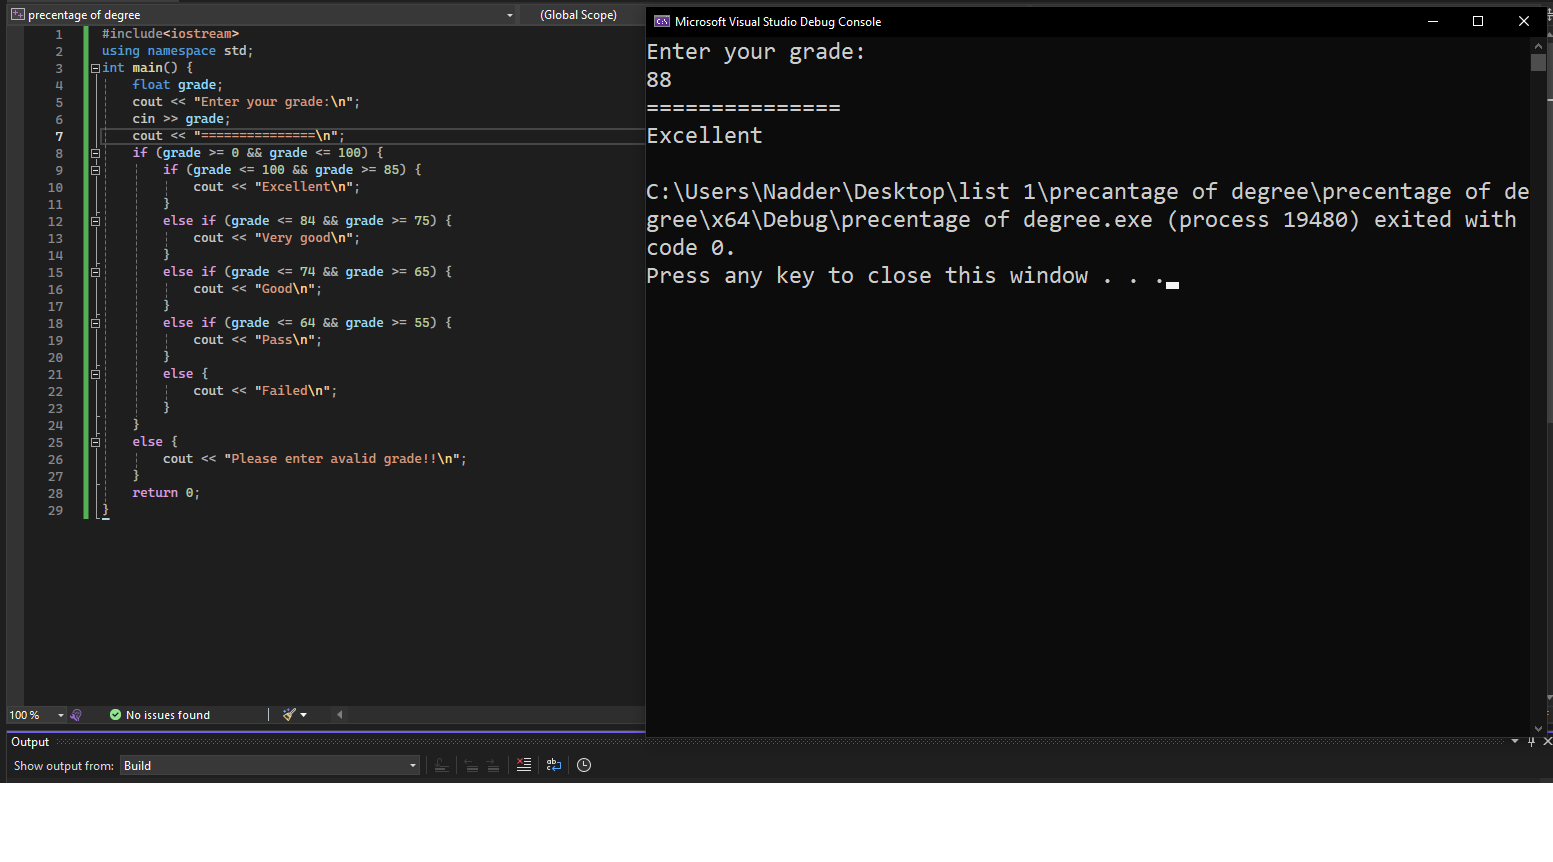 precentage of degree
(Global Scope)
1 #include<iostream>
2 using namespace std;
3 int main() {
4 float grade;
5 cout << "Enter your grade:\n";
6 cin >> grade;
7 cout << "===============\n";
8 if (grade >= 0 && grade <= 100) {
9 if (grade <= 100 && grade >= 85) {
10 cout << "Excellent\n";
11 }
12 else if (grade <= 84 && grade >= 75) {
13 cout << "Very good\n";
14 }
15 else if (grade <= 74 && grade >= 65) {
16 cout << "Good\n";
17 }
18 else if (grade <= 64 && grade >= 55) {
19 cout << "Pass\n";
20 }
21 else {
22 cout << "Failed\n";
23 }
24 }
25 else {
26 cout << "Please enter avalid grade!!\n";
27 }
28 return 0;
29 }
100 %
No issues found
Output
Show output from: Build
Microsoft Visual Studio Debug Console
Enter your grade:
88
===============
Excellent
C:\Users\Nadder\Desktop\list 1\precantage of degree\precentage of de
gree\x64\Debug\precentage of degree.exe (process 19480) exited with
code 0.
Press any key to close this window . . .